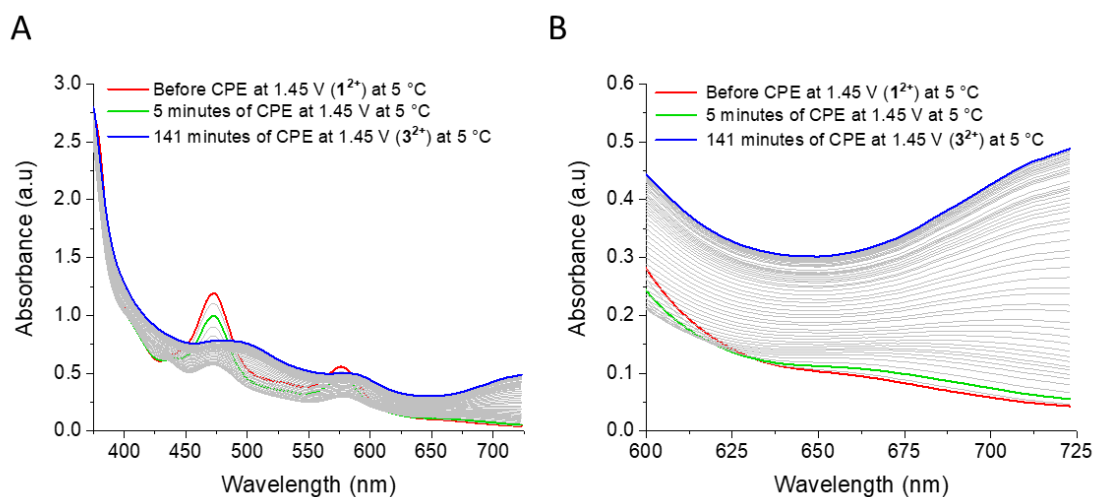 A
Before CPE at 1.45 V (1²⁺) at 5 °C
5 minutes of CPE at 1.45 V at 5 °C
141 minutes of CPE at 1.45 V (3²⁺) at 5 °C
Absorbance (a.u)
3.0
2.5
2.0
1.5
1.0
0.5
0.0
400 450 500 550 600 650 700
Wavelength (nm)
B
Before CPE at 1.45 V (1²⁺) at 5 °C
5 minutes of CPE at 1.45 V at 5 °C
141 minutes of CPE at 1.45 V (3²⁺) at 5 °C
Absorbance (a.u)
0.6
0.5
0.4
0.3
0.2
0.1
0.0
600 625 650 675 700 725
Wavelength (nm)